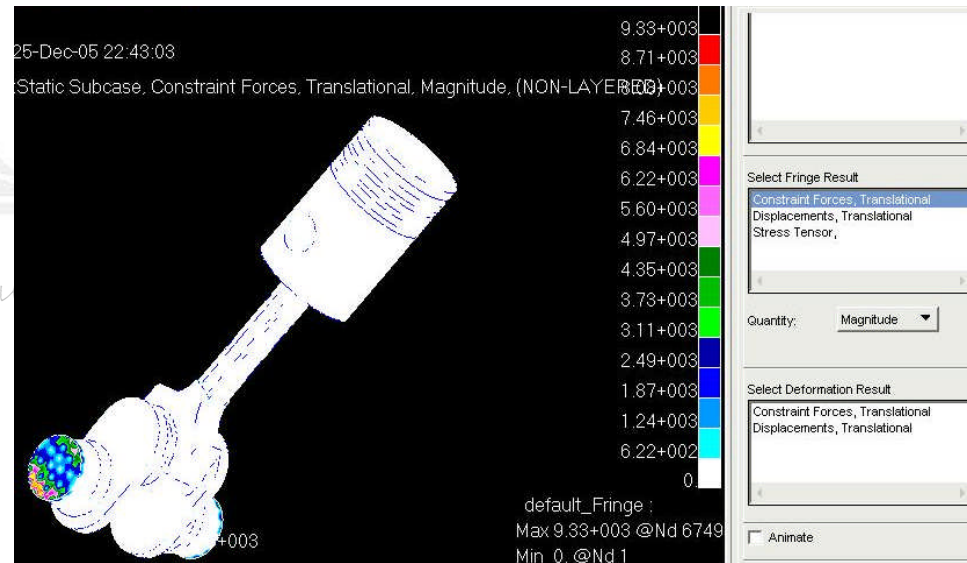 25-Dec-05 22:43:03
:Static Subcase, Constraint Forces, Translational, Magnitude, (NON-LAYERED)
9.33+003
8.71+003
+003
7.46+003
6.84+003
6.22+003
5.60+003
4.97+003
4.35+003
3.73+003
3.11+003
2.49+003
1.87+003
1.24+003
6.22+002
0.
+003
default_Fringe :
Max 9.33+003 @Nd 6749
Min 0. @Nd 1
Select Fringe Result
Constraint Forces, Translational
Displacements, Translational
Stress Tensor,
Quantity:
Magnitude
Select Deformation Result
Constraint Forces, Translational
Displacements, Translational
Animate